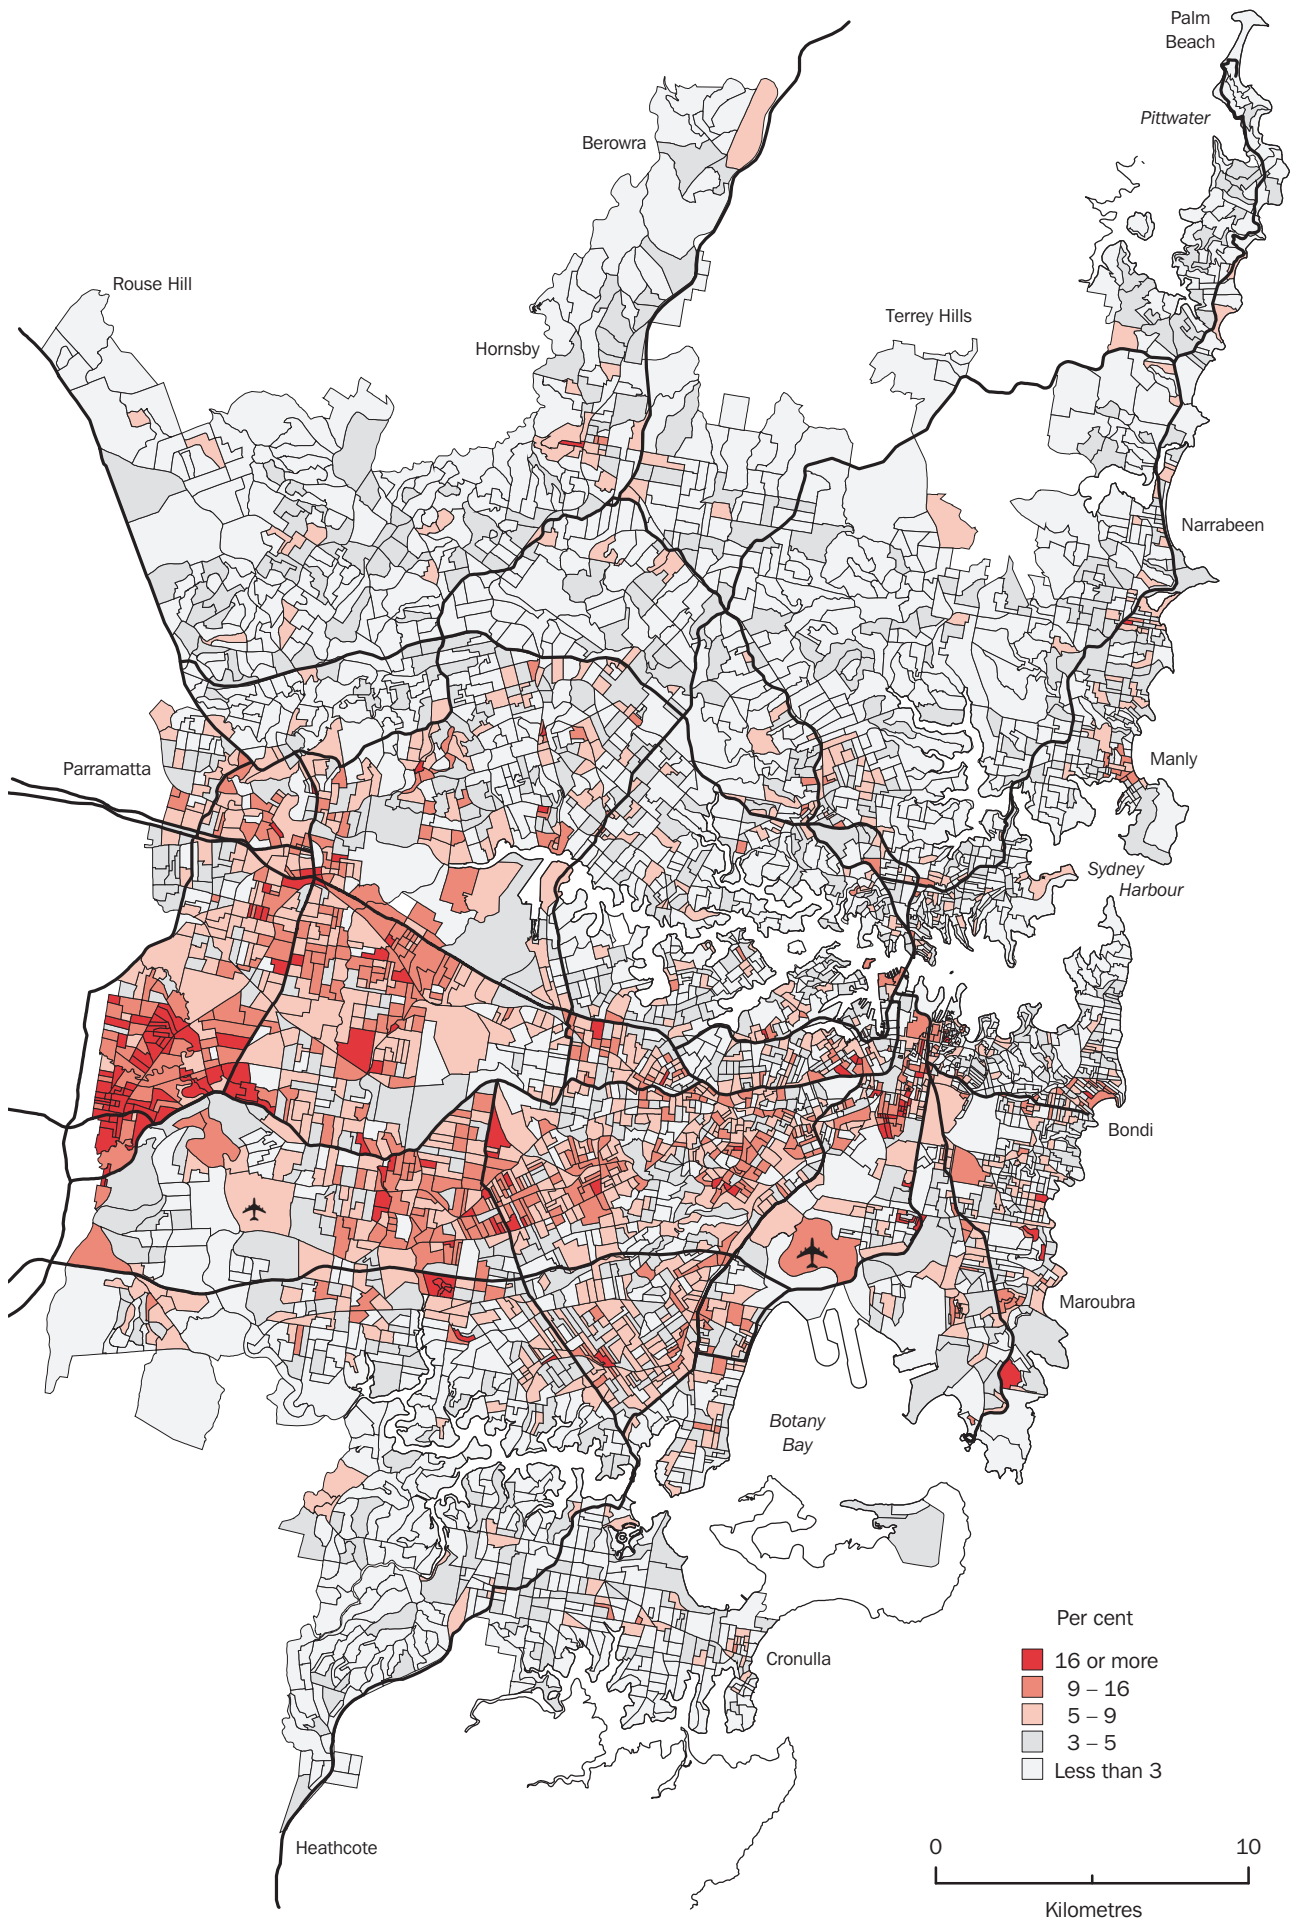 Palm
Beach
Pittwater
Berowra
Rouse Hill
Terrey Hills
Hornsby
Narrabeen
Manly
Parramatta
Sydney
Harbour
Bondi
Maroubra
Botany
Bay
Cronulla
Heathcote
Per cent
16 or more
9 – 16
5 – 9
3 – 5
Less than 3
0 10
Kilometres